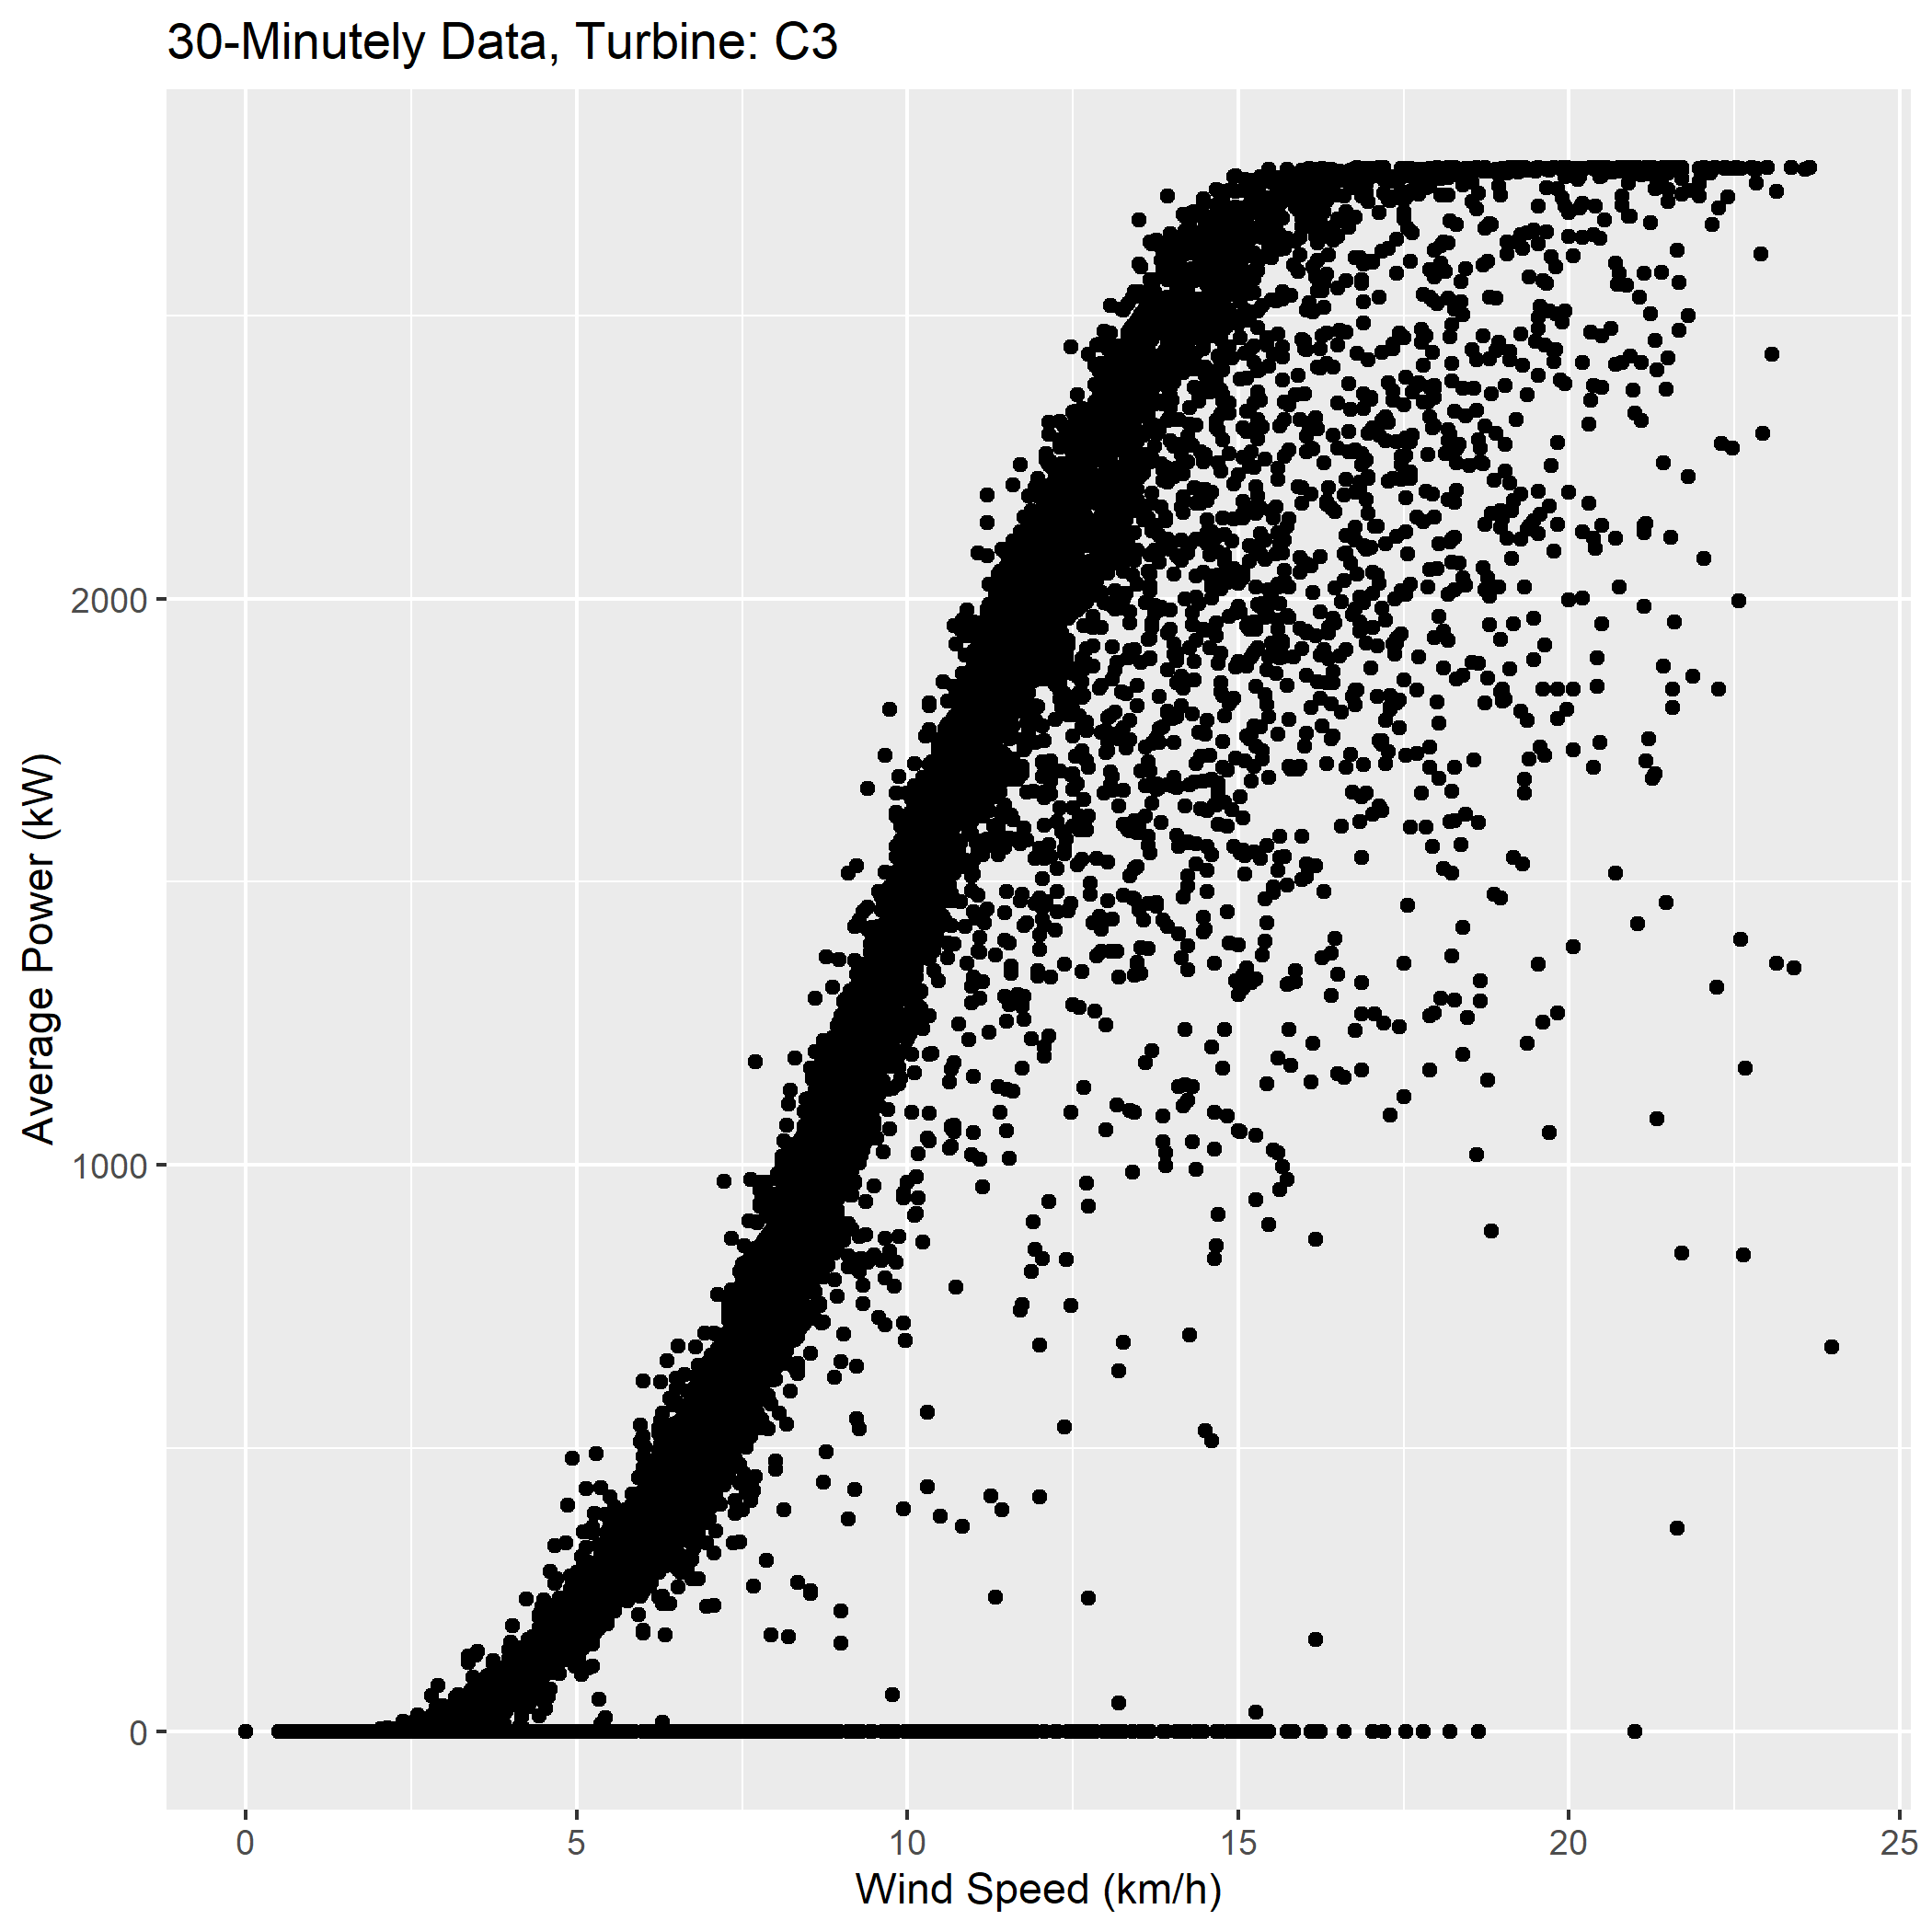 30-Minutely Data, Turbine: C3
Average Power (kW)
2000
1000
0
0 5 10 15 20 25
Wind Speed (km/h)